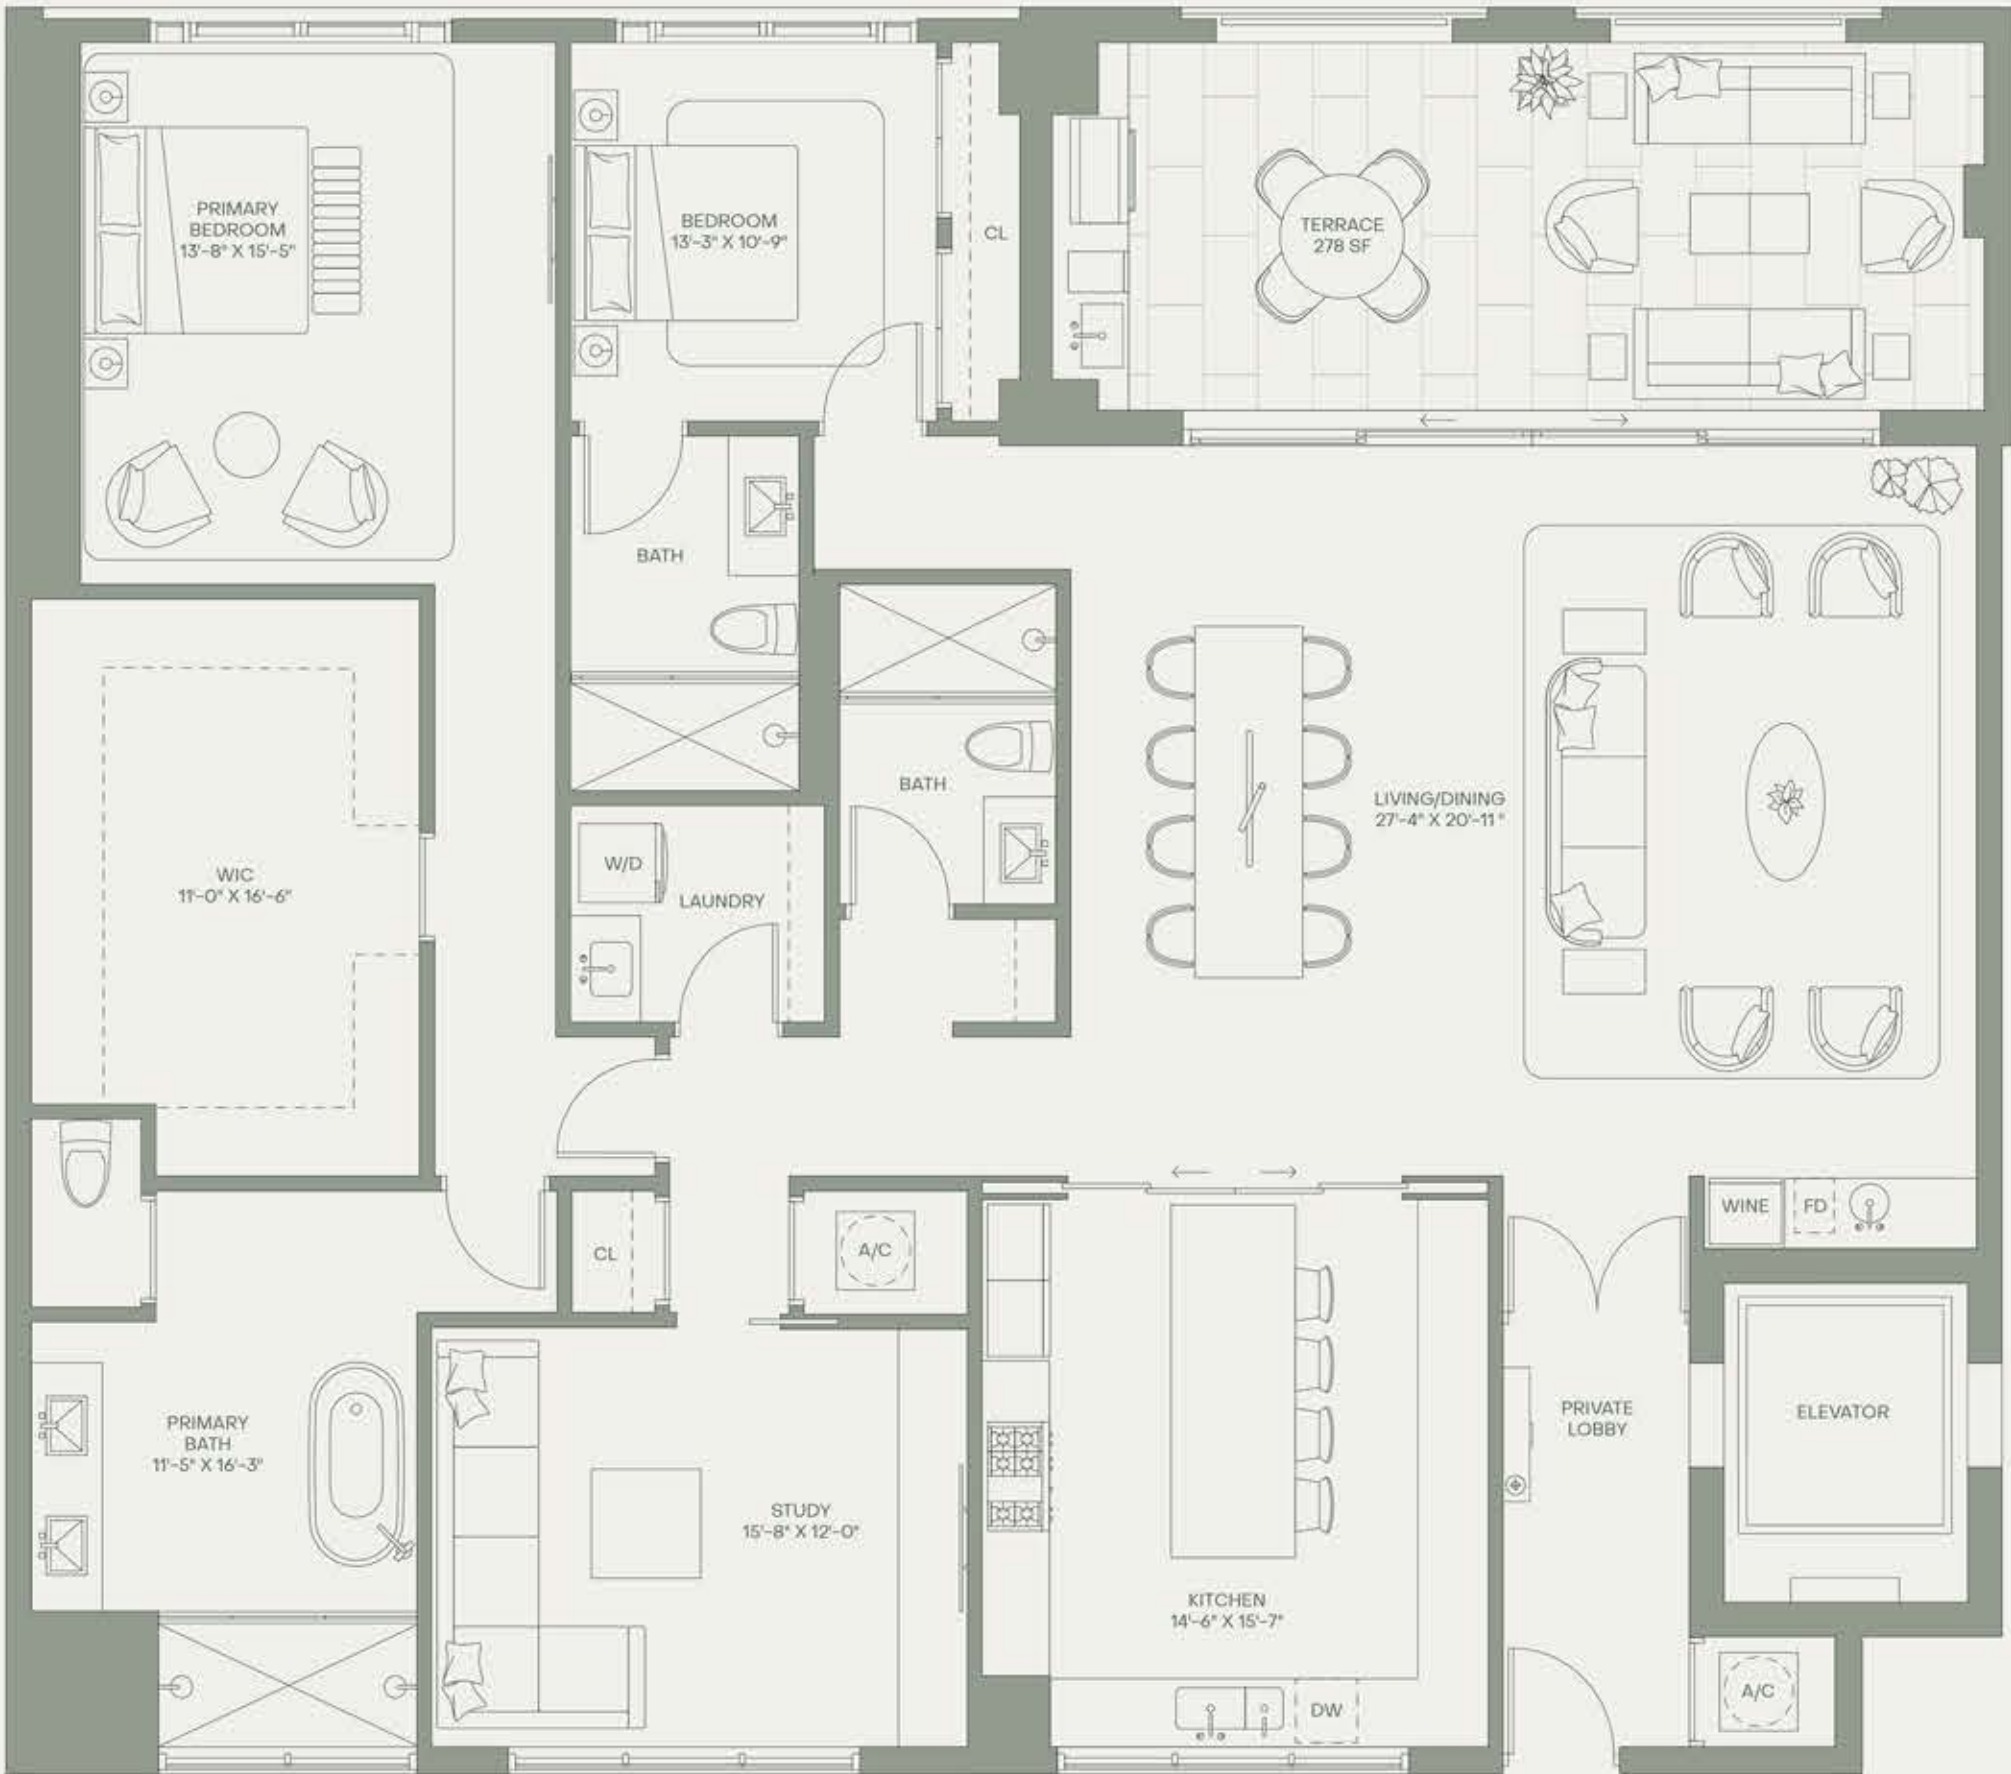 PRIMARY
BEDROOM
13'-8" X 15'-5"
BEDROOM
13'-3" X 10'-9"
CL
TERRACE
278 SF
BATH
WIC
11'-0" X 16'-6"
W/D
LAUNDRY
BATH
LIVING/DINING
27'-4" X 20'-11"
CL
A/C
WINE
FD
PRIMARY
BATH
11'-5" X 16'-3"
STUDY
15'-8" X 12'-0"
KITCHEN
14'-6" X 15'-7"
DW
PRIVATE
LOBBY
ELEVATOR
A/C